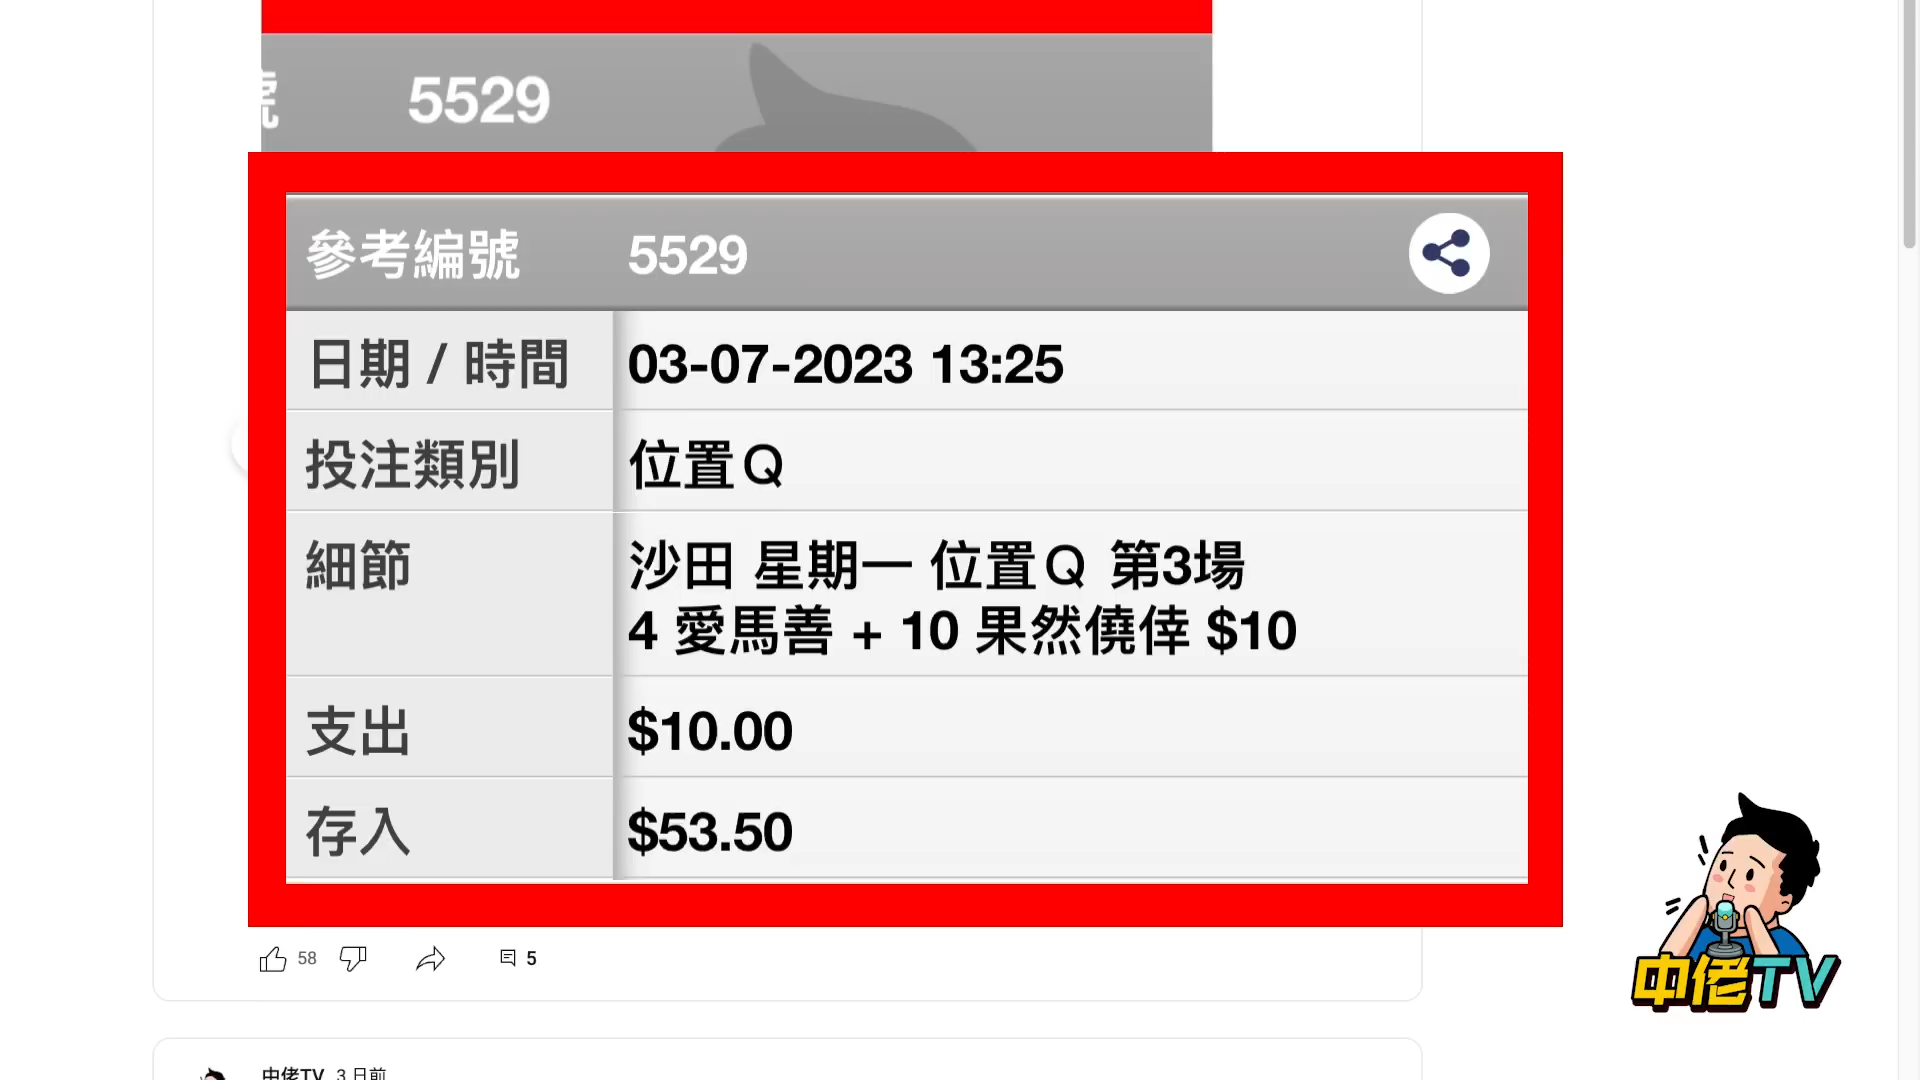 號 5529
參考編號 5529
日期 / 時間 03-07-2023 13:25
投注類別 位置Q
細節 沙田 星期一 位置Q 第3場
4 愛馬善 + 10 果然僥倖 $10
支出 $10.00
存入 $53.50
58 5
中佬TV
中佬TV 3 日前